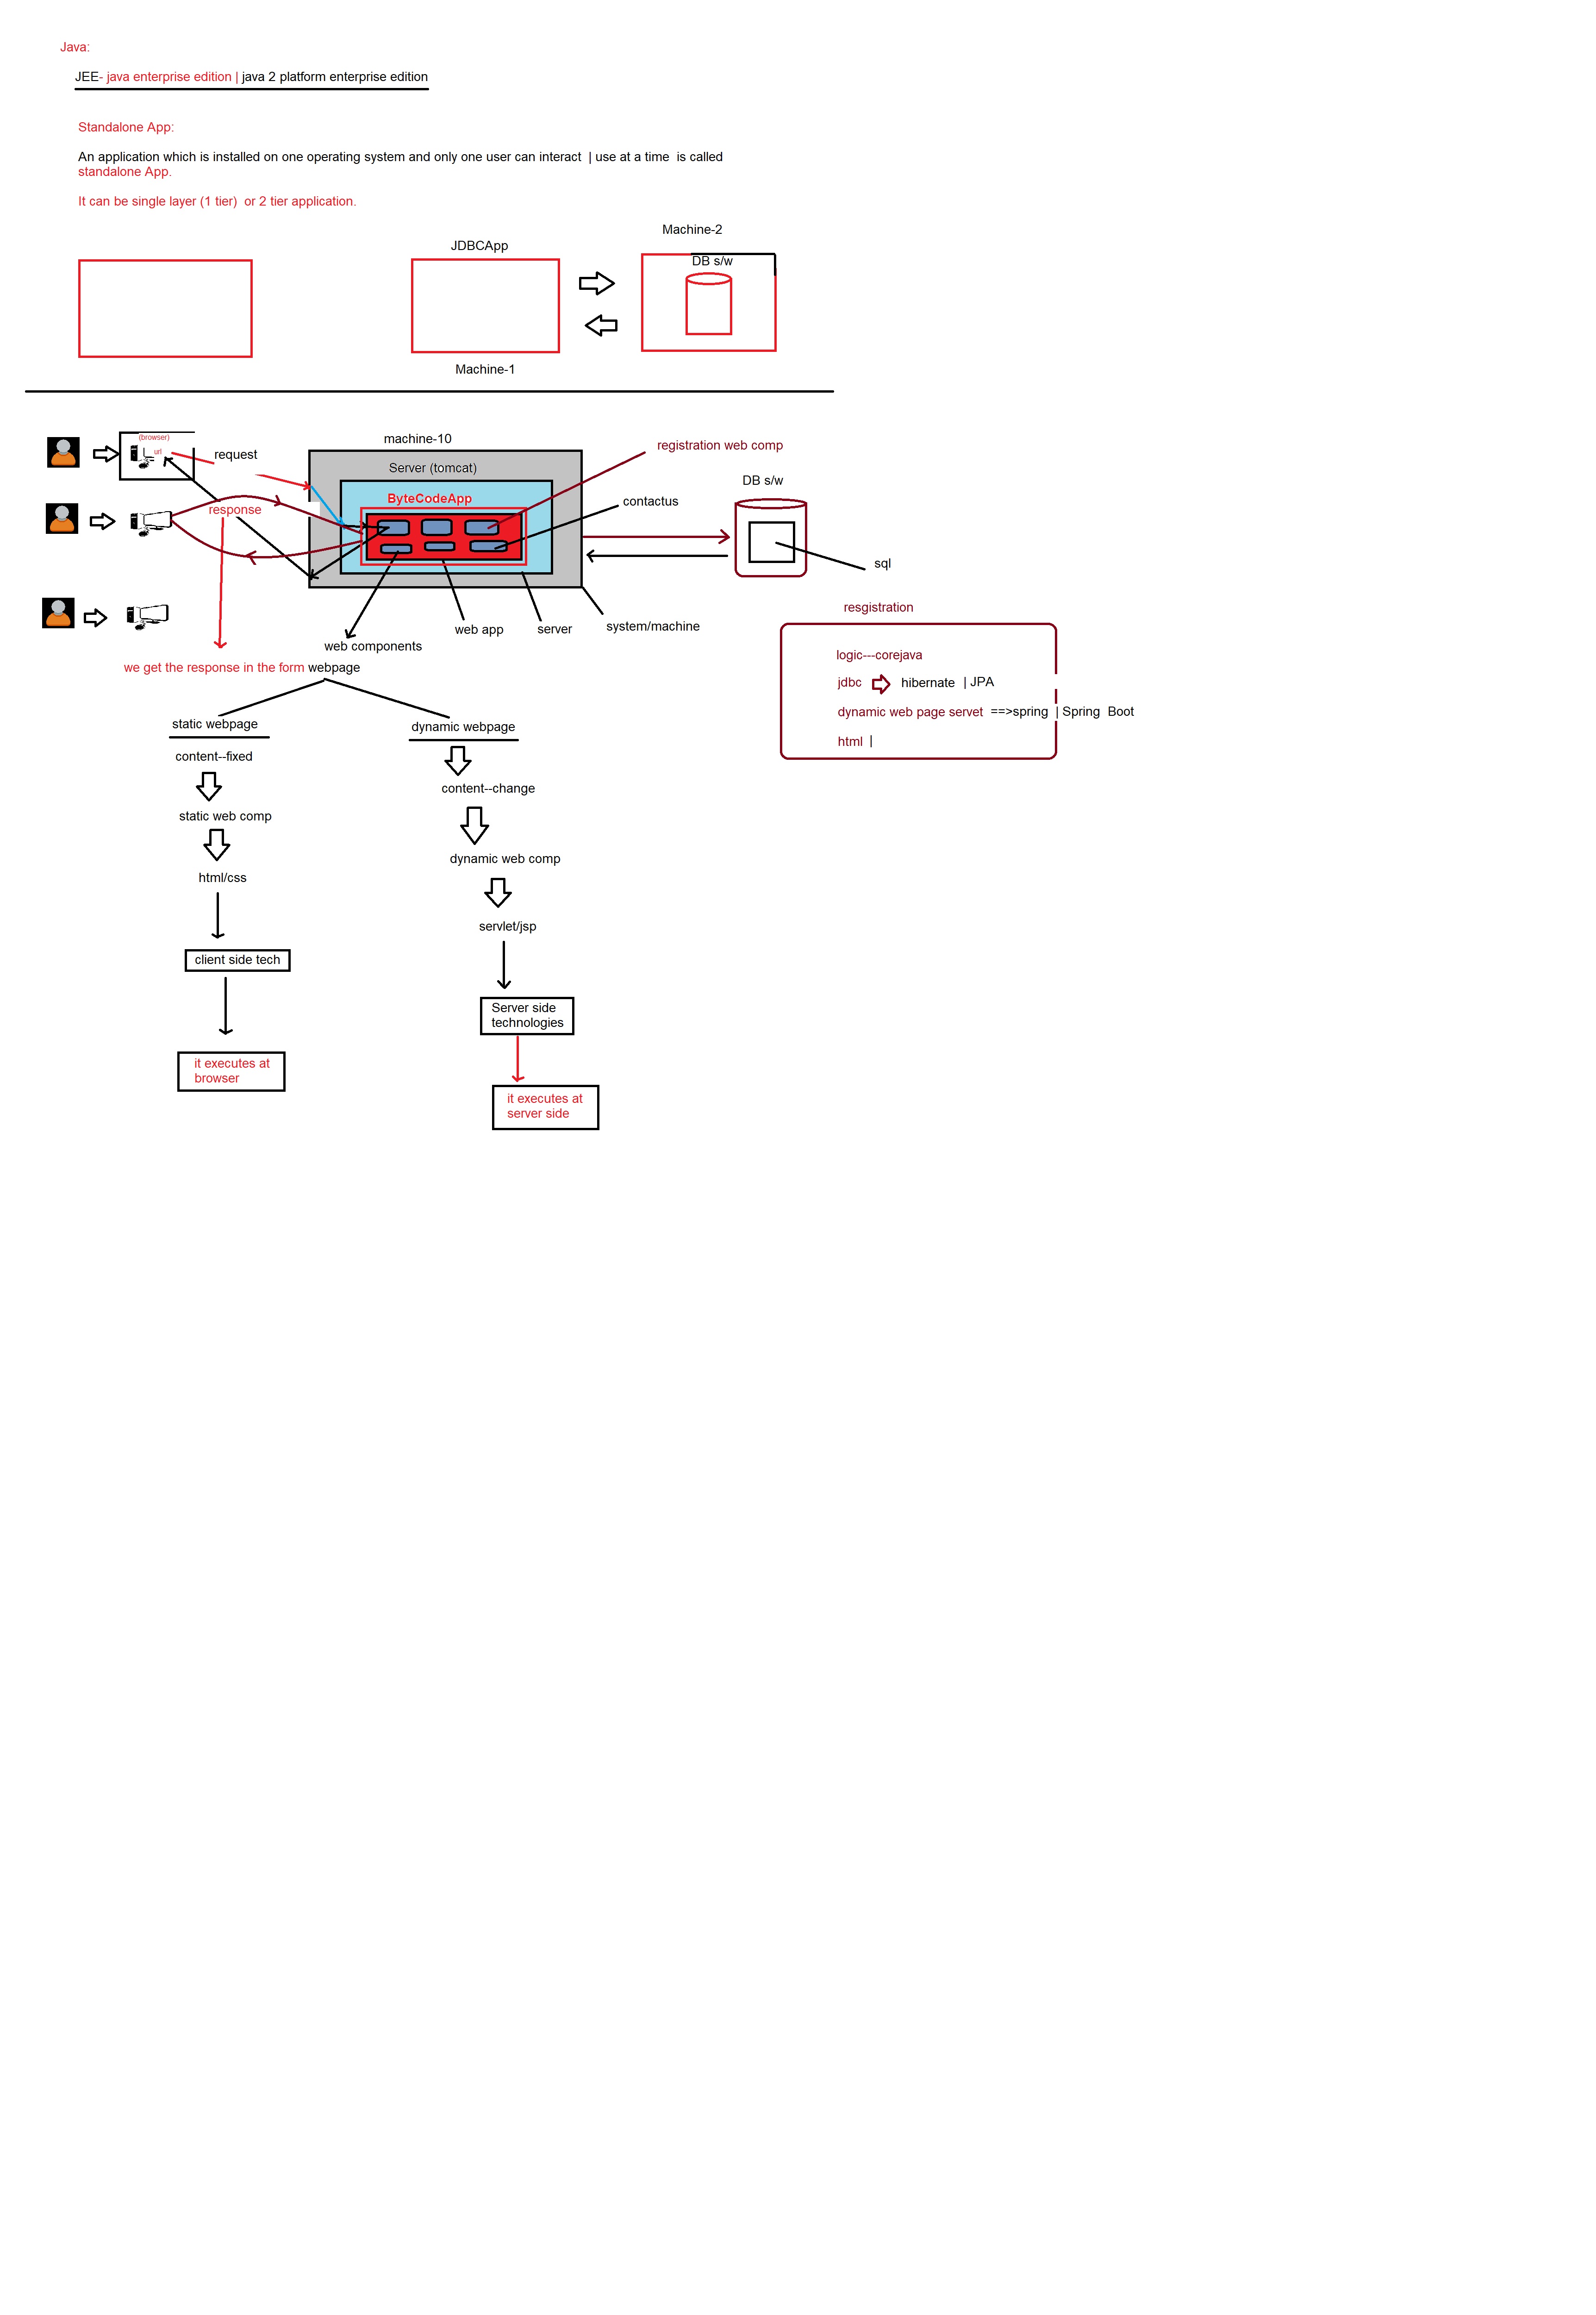 Java:
JEE- java enterprise edition | java 2 platform enterprise edition
Standalone App:
An application which is installed on one operating system and only one user can interact | use at a time is called
standalone App.
It can be single layer (1 tier) or 2 tier application.
Machine-2
JDBCApp
DB s/w
Machine-1
(browser)
url
request
machine-10
registration web comp
Server (tomcat)
DB s/w
ByteCodeApp
contactus
response
sql
resgistration
web app
server
system/machine
web components
logic---corejava
we get the response in the form webpage
jdbc hibernate | JPA
dynamic web page servet ==>spring | Spring Boot
static webpage
dynamic webpage
html |
content--fixed
content--change
static web comp
dynamic web comp
html/css
servlet/jsp
client side tech
Server side
technologies
it executes at
browser
it executes at
server side